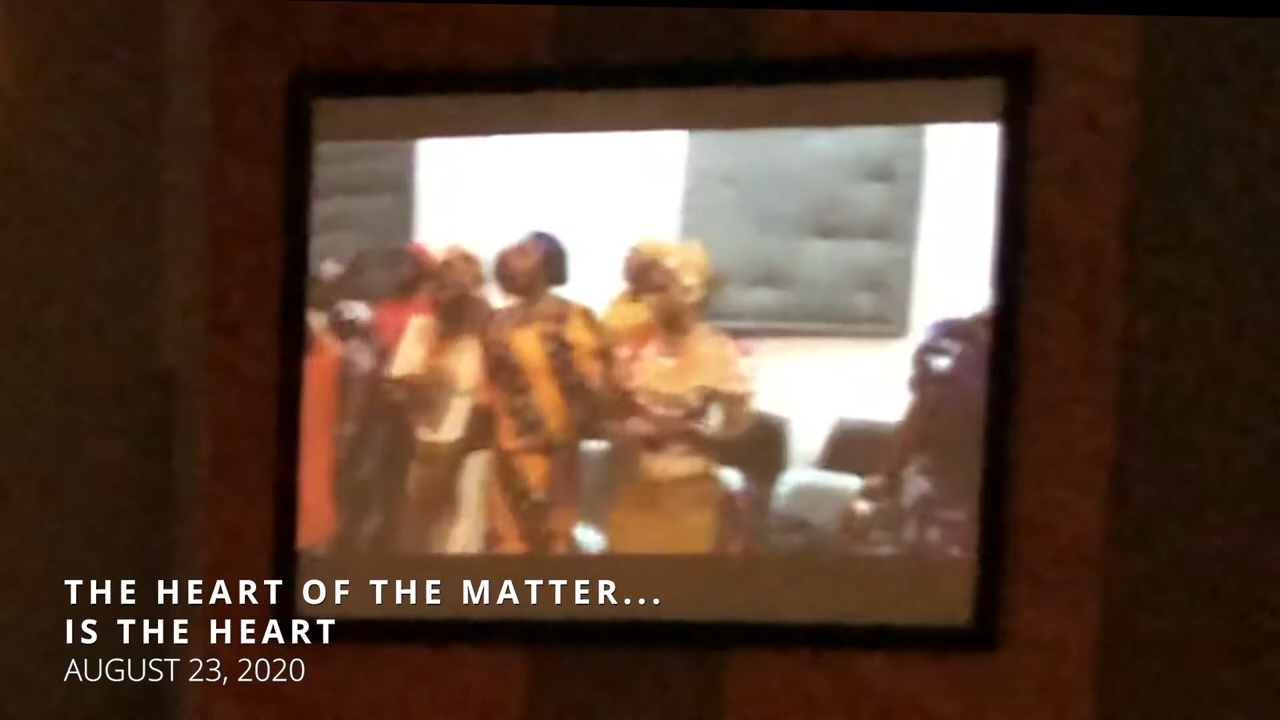 THE HEART OF THE MATTER...
IS THE HEART
AUGUST 23, 2020